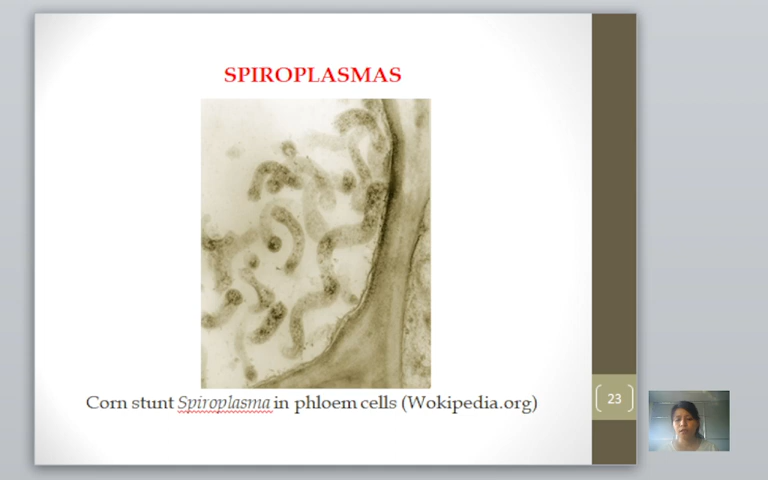 SPIROPLASMAS
Corn stunt Spiroplasma in phloem cells (Wokipedia.org)
23